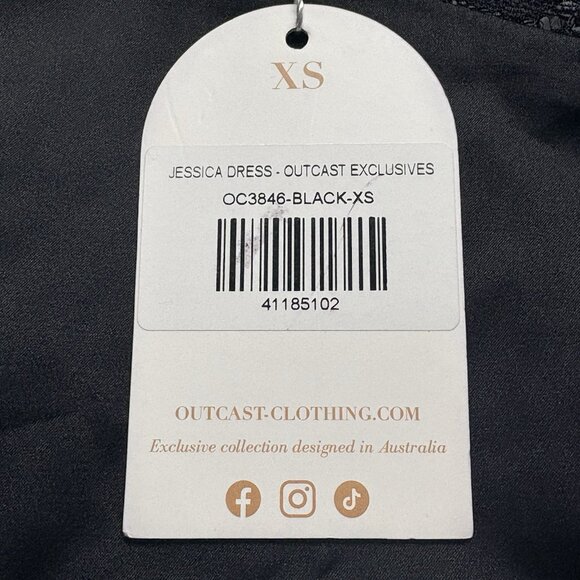 XS
JESSICA DRESS - OUTCAST EXCLUSIVES
OC3846-BLACK-XS
41185102
OUTCAST-CLOTHING.COM
Exclusive collection designed in Australia